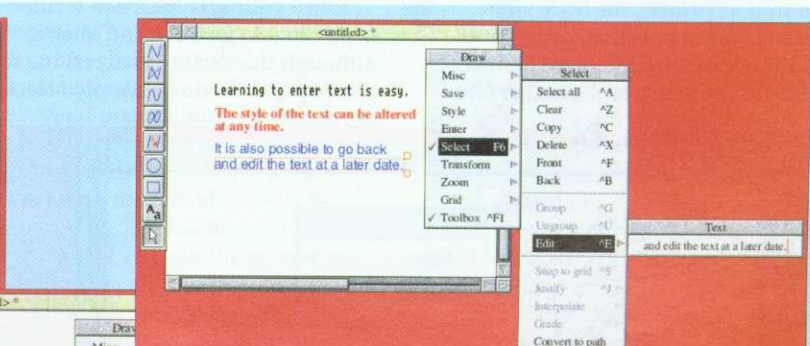 <untitled> *
Learning to enter text is easy.
The style of the text can be altered
at any time.
It is also possible to go back
and edit the text at a later date.
Aa
Draw
Misc
Save
Style
Enter
✓ Select F6
Transform
Zoom
Grid
✓ Toolbox ^F1
Select
Select all ^A
Clear ^Z
Copy ^C
Delete ^X
Front ^F
Back ^B
Group ^G
Ungroup ^U
Edit ^E
Snap to grid ^S
Justify ^J
Interpolate
Grade
Convert to path
Text
and edit the text at a later date.
d> *
Draw
Misc